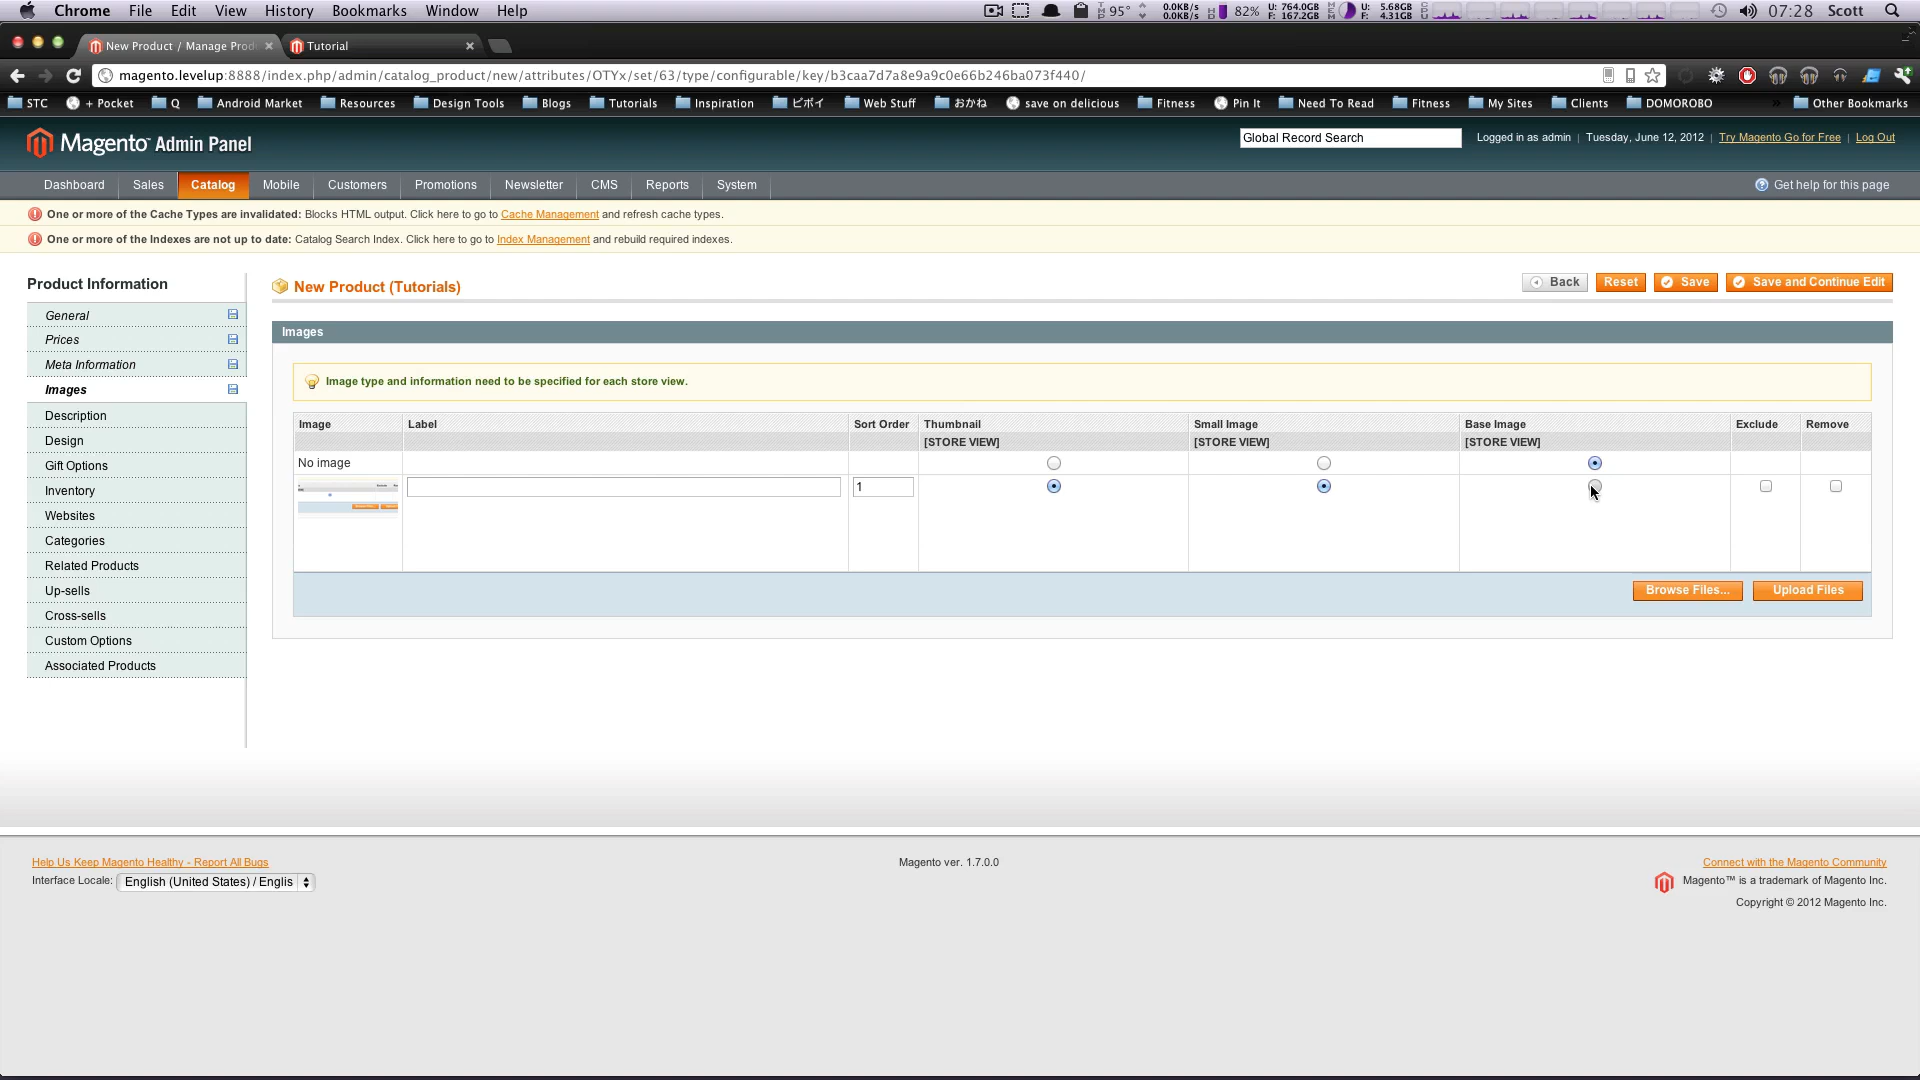 Chrome File Edit View History Bookmarks Window Help 95° 0.0KB/s 0.0KB/s 82% U: 764.0GB F: 167.2GB U: 5.68GB F: 4.31GB 07:28 Scott
New Product / Manage Prod Tutorial
magento.levelup:8888/index.php/admin/catalog_product/new/attributes/OTYx/set/63/type/configurable/key/b3caa7d7a8e9a9c0e66b246ba073f440/
STC + Pocket Q Android Market Resources Design Tools Blogs Tutorials Inspiration ビボイ Web Stuff おかね save on delicious Fitness Pin It Need To Read Fitness My Sites Clients DOMOROBO » Other Bookmarks
Magento™ Admin Panel Global Record Search Logged in as admin | Tuesday, June 12, 2012 | Try Magento Go for Free | Log Out
Dashboard Sales Catalog Mobile Customers Promotions Newsletter CMS Reports System Get help for this page
One or more of the Cache Types are invalidated: Blocks HTML output. Click here to go to Cache Management and refresh cache types.
One or more of the Indexes are not up to date: Catalog Search Index. Click here to go to Index Management and rebuild required indexes.
Product Information
General
Prices
Meta Information
Images
Description
Design
Gift Options
Inventory
Websites
Categories
Related Products
Up-sells
Cross-sells
Custom Options
Associated Products
New Product (Tutorials) Back Reset Save Save and Continue Edit
Images
Image type and information need to be specified for each store view.
Image Label Sort Order Thumbnail Small Image Base Image Exclude Remove
[STORE VIEW] [STORE VIEW] [STORE VIEW]
No image
1
Browse Files... Upload Files
Help Us Keep Magento Healthy - Report All Bugs Magento ver. 1.7.0.0 Connect with the Magento Community
Interface Locale: English (United States) / Englis Magento™ is a trademark of Magento Inc.
Copyright © 2012 Magento Inc.